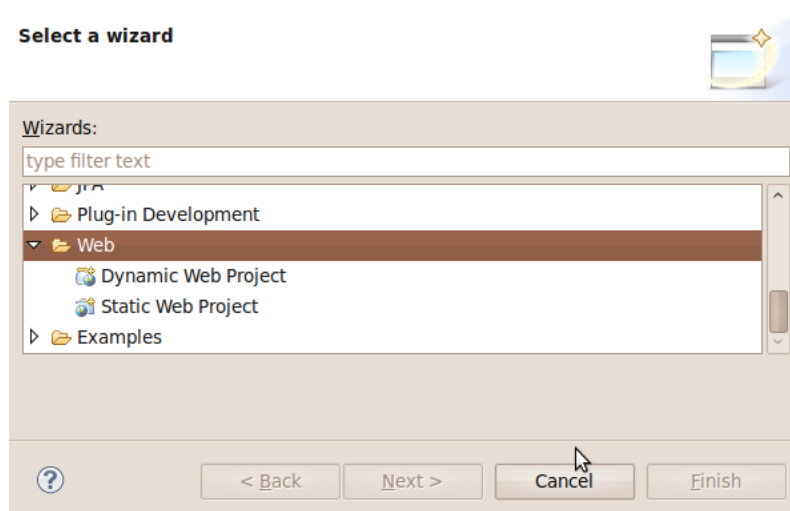 Select a wizard
Wizards:
type filter text
JPA
Plug-in Development
Web
Dynamic Web Project
Static Web Project
Examples
?
< Back Next > Cancel Finish